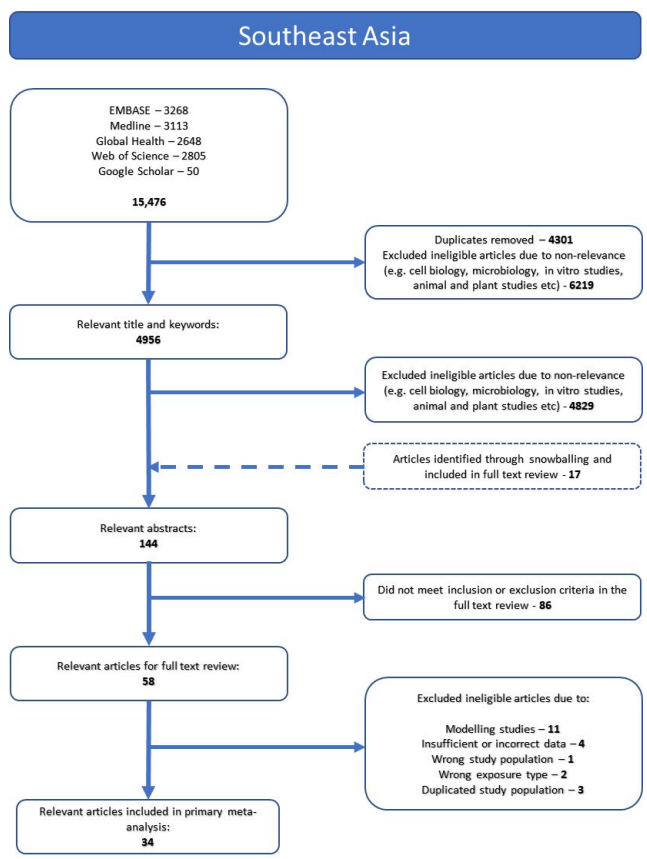 Southeast Asia
EMBASE – 3268
Medline – 3113
Global Health – 2648
Web of Science – 2805
Google Scholar – 50
15,476
Duplicates removed – 4301
Excluded ineligible articles due to non-relevance
(e.g. cell biology, microbiology, in vitro studies,
animal and plant studies etc) - 6219
Relevant title and keywords:
4956
Excluded ineligible articles due to non-relevance
(e.g. cell biology, microbiology, in vitro studies,
animal and plant studies etc) - 4829
Articles identified through snowballing and
included in full text review - 17
Relevant abstracts:
144
Did not meet inclusion or exclusion criteria in the
full text review - 86
Relevant articles for full text review:
58
Excluded ineligible articles due to:
Modelling studies – 11
Insufficient or incorrect data – 4
Wrong study population – 1
Wrong exposure type – 2
Duplicated study population – 3
Relevant articles included in primary meta-
analysis:
34